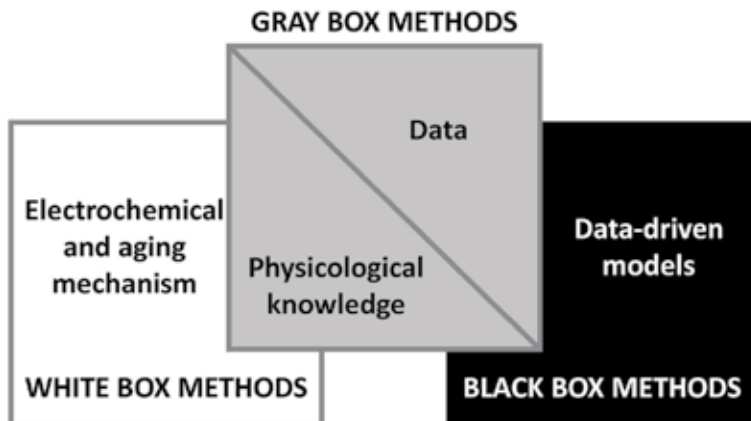 GRAY BOX METHODS
Data
Electrochemical
and aging
mechanism
Physicological
knowledge
Data-driven
models
WHITE BOX METHODS
BLACK BOX METHODS